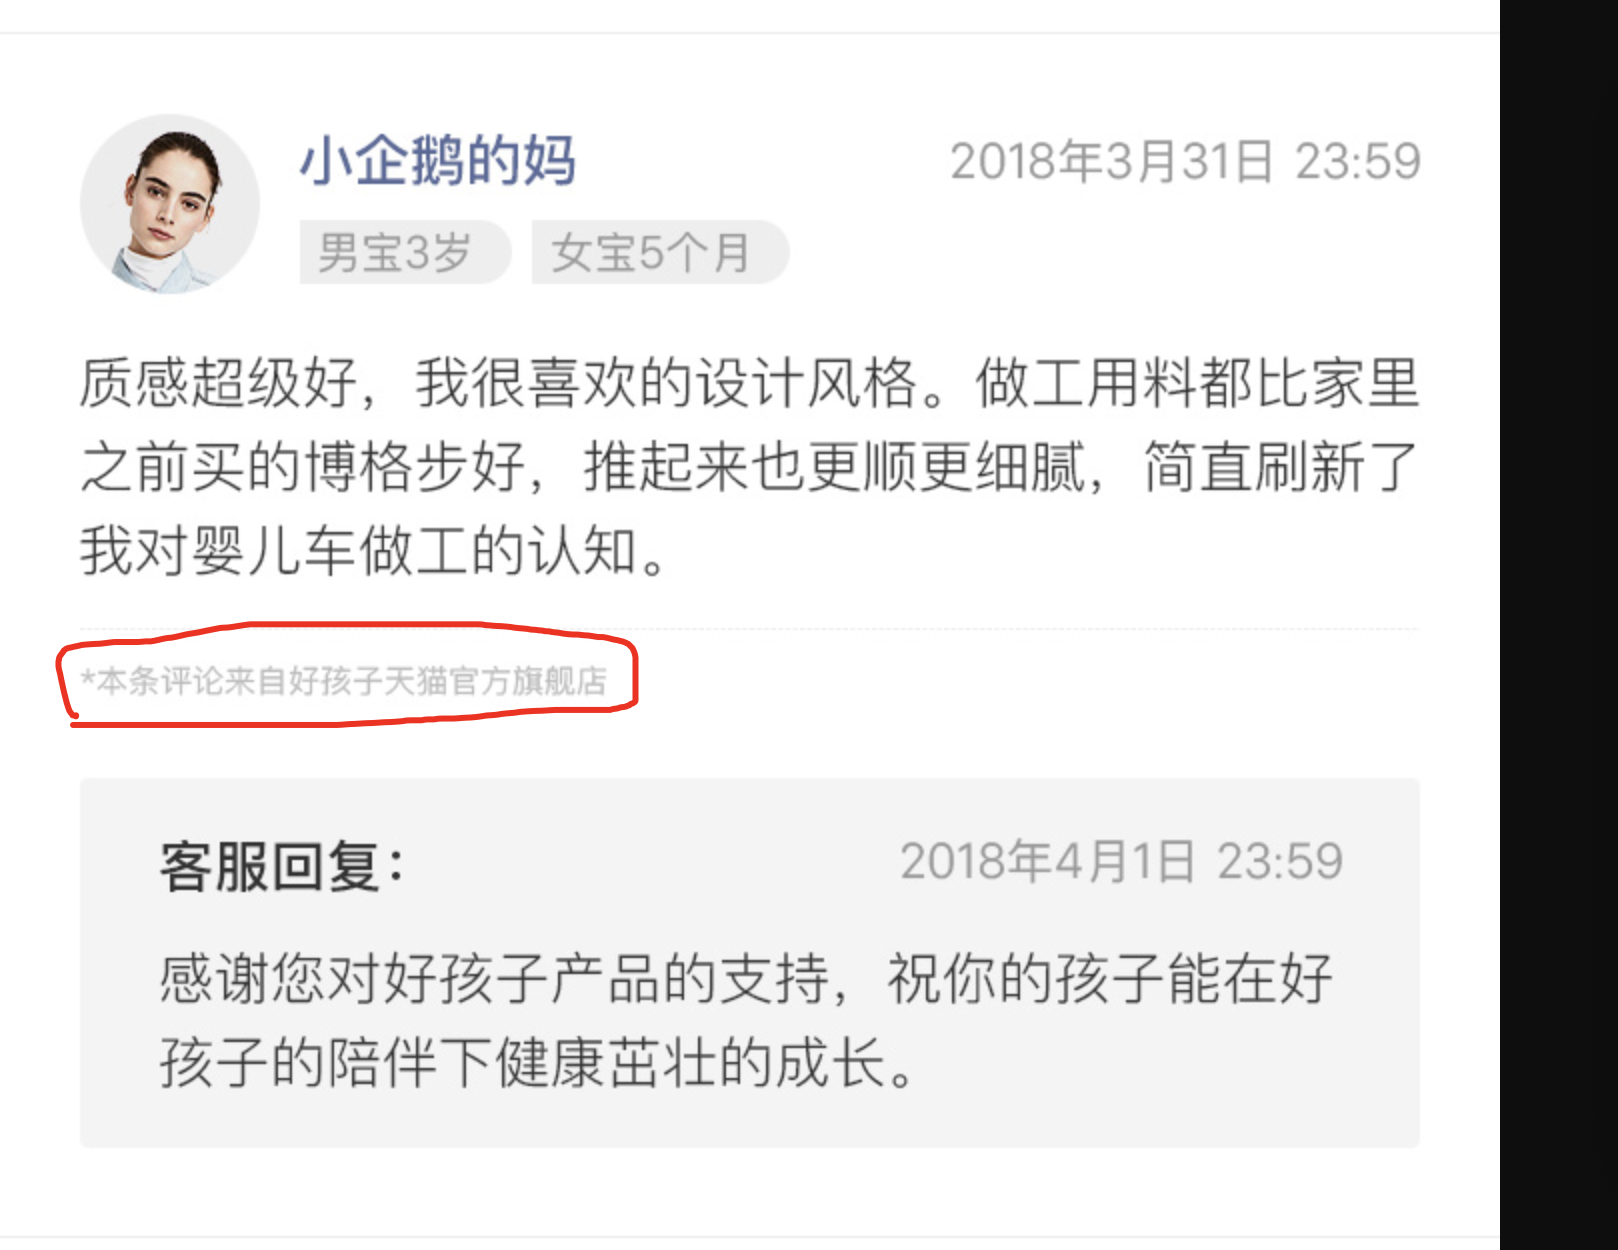 小企鹅的妈
2018年3月31日 23:59
男宝3岁
女宝5个月
质感超级好，我很喜欢的设计风格。做工用料都比家里
之前买的博格步好，推起来也更顺更细腻，简直刷新了
我对婴儿车做工的认知。
*本条评论来自好孩子天猫官方旗舰店
客服回复：
2018年4月1日 23:59
感谢您对好孩子产品的支持，祝你的孩子能在好
孩子的陪伴下健康茁壮的成长。